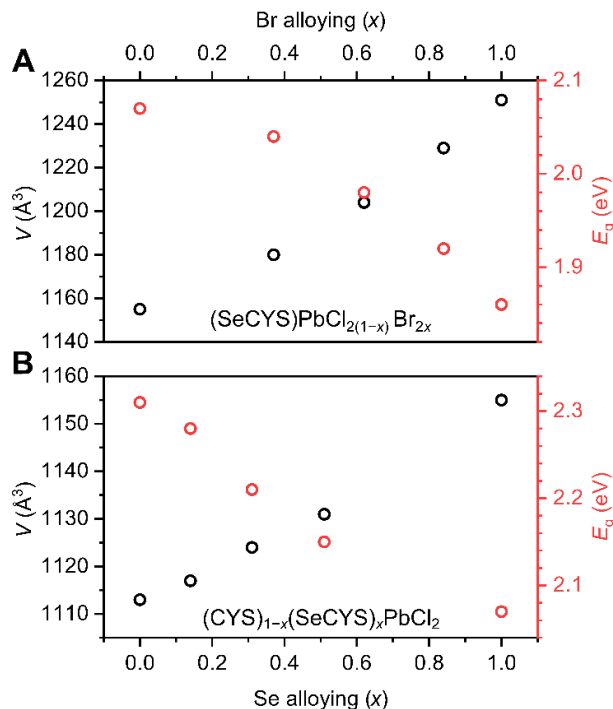 Br alloying (x)
0.0 0.2 0.4 0.6 0.8 1.0
A
1260
1240
1220
1200
1180
1160
1140
V (Å³)
2.1
2.0
1.9
E_g (eV)
(SeCYS)PbCl₂₍₁₋ₓ₎Br₂ₓ
B
1160
1150
1140
1130
1120
1110
V (Å³)
2.3
2.2
2.1
E_g (eV)
(CYS)₁₋ₓ(SeCYS)ₓPbCl₂
0.0 0.2 0.4 0.6 0.8 1.0
Se alloying (x)